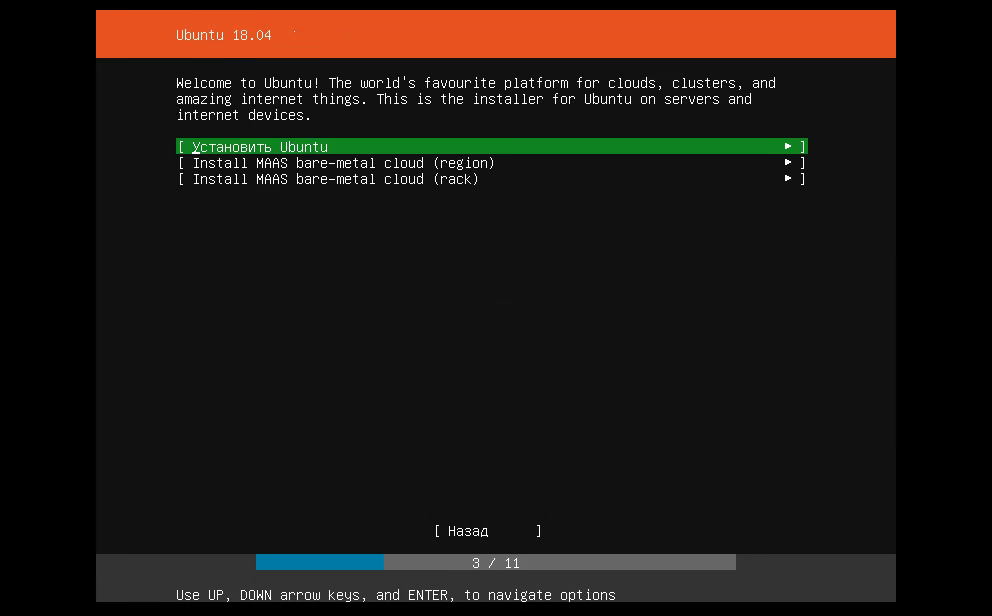 Ubuntu 18.04
Welcome to Ubuntu! The world's favourite platform for clouds, clusters, and
amazing internet things. This is the installer for Ubuntu on servers and
internet devices.
[ Установить Ubuntu ► ]
[ Install MAAS bare-metal cloud (region) ► ]
[ Install MAAS bare-metal cloud (rack) ► ]
[ Назад ]
3 / 11
Use UP, DOWN arrow keys, and ENTER, to navigate options